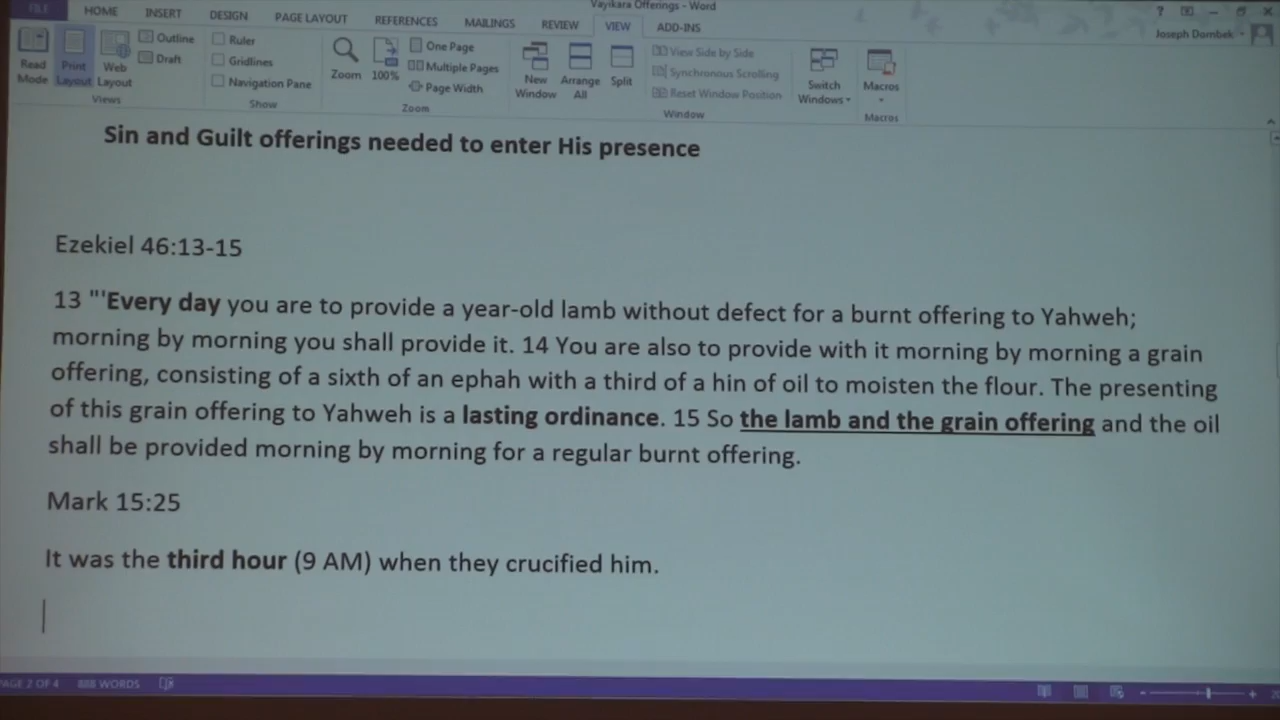 Vayikara Offerings - Word
FILE HOME INSERT DESIGN PAGE LAYOUT REFERENCES MAILINGS REVIEW VIEW ADD-INS
Joseph Dombek
Read Mode
Print Layout
Web Layout
Outline
Draft
Views
Ruler
Gridlines
Navigation Pane
Show
Zoom
100%
One Page
Multiple Pages
Page Width
Zoom
New Window
Arrange All
Split
View Side by Side
Synchronous Scrolling
Reset Window Position
Window
Switch Windows
Macros
Macros
Sin and Guilt offerings needed to enter His presence
Ezekiel 46:13-15
13 "'Every day you are to provide a year-old lamb without defect for a burnt offering to Yahweh;
morning by morning you shall provide it. 14 You are also to provide with it morning by morning a grain
offering, consisting of a sixth of an ephah with a third of a hin of oil to moisten the flour. The presenting
of this grain offering to Yahweh is a lasting ordinance. 15 So the lamb and the grain offering and the oil
shall be provided morning by morning for a regular burnt offering.
Mark 15:25
It was the third hour (9 AM) when they crucified him.
PAGE 2 OF 4 888 WORDS